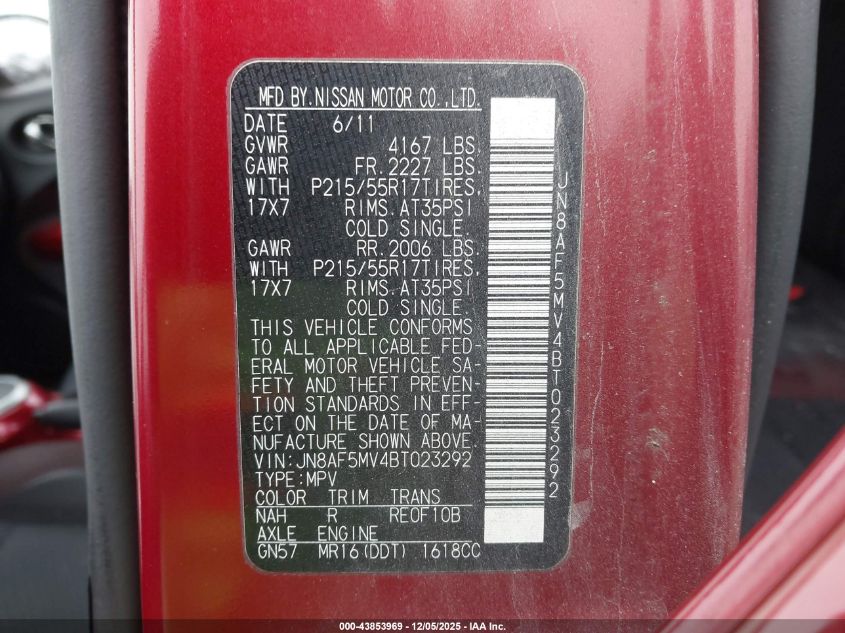 MFD BY.NISSAN MOTOR CO.,LTD.
DATE 6/11
GVWR 4167 LBS.
GAWR FR.2227 LBS.
WITH P215/55R17TIRES,
17X7 RIMS.AT35PSI
COLD SINGLE.
GAWR RR.2006 LBS.
WITH P215/55R17TIRES,
17X7 RIMS.AT35PSI
COLD SINGLE.
THIS VEHICLE CONFORMS
TO ALL APPLICABLE FED-
ERAL MOTOR VEHICLE SA-
FETY AND THEFT PREVEN-
TION STANDARDS IN EFF-
ECT ON THE DATE OF MA-
NUFACTURE SHOWN ABOVE.
VIN:JN8AF5MV4BT023292
TYPE:MPV
COLOR TRIM TRANS
NAH R RE0F10B
AXLE ENGINE
GN57 MR16(DDT) 1618CC
JN8AF5MV4BT023292
000-43853969 • 12/05/2025 • IAA Inc.